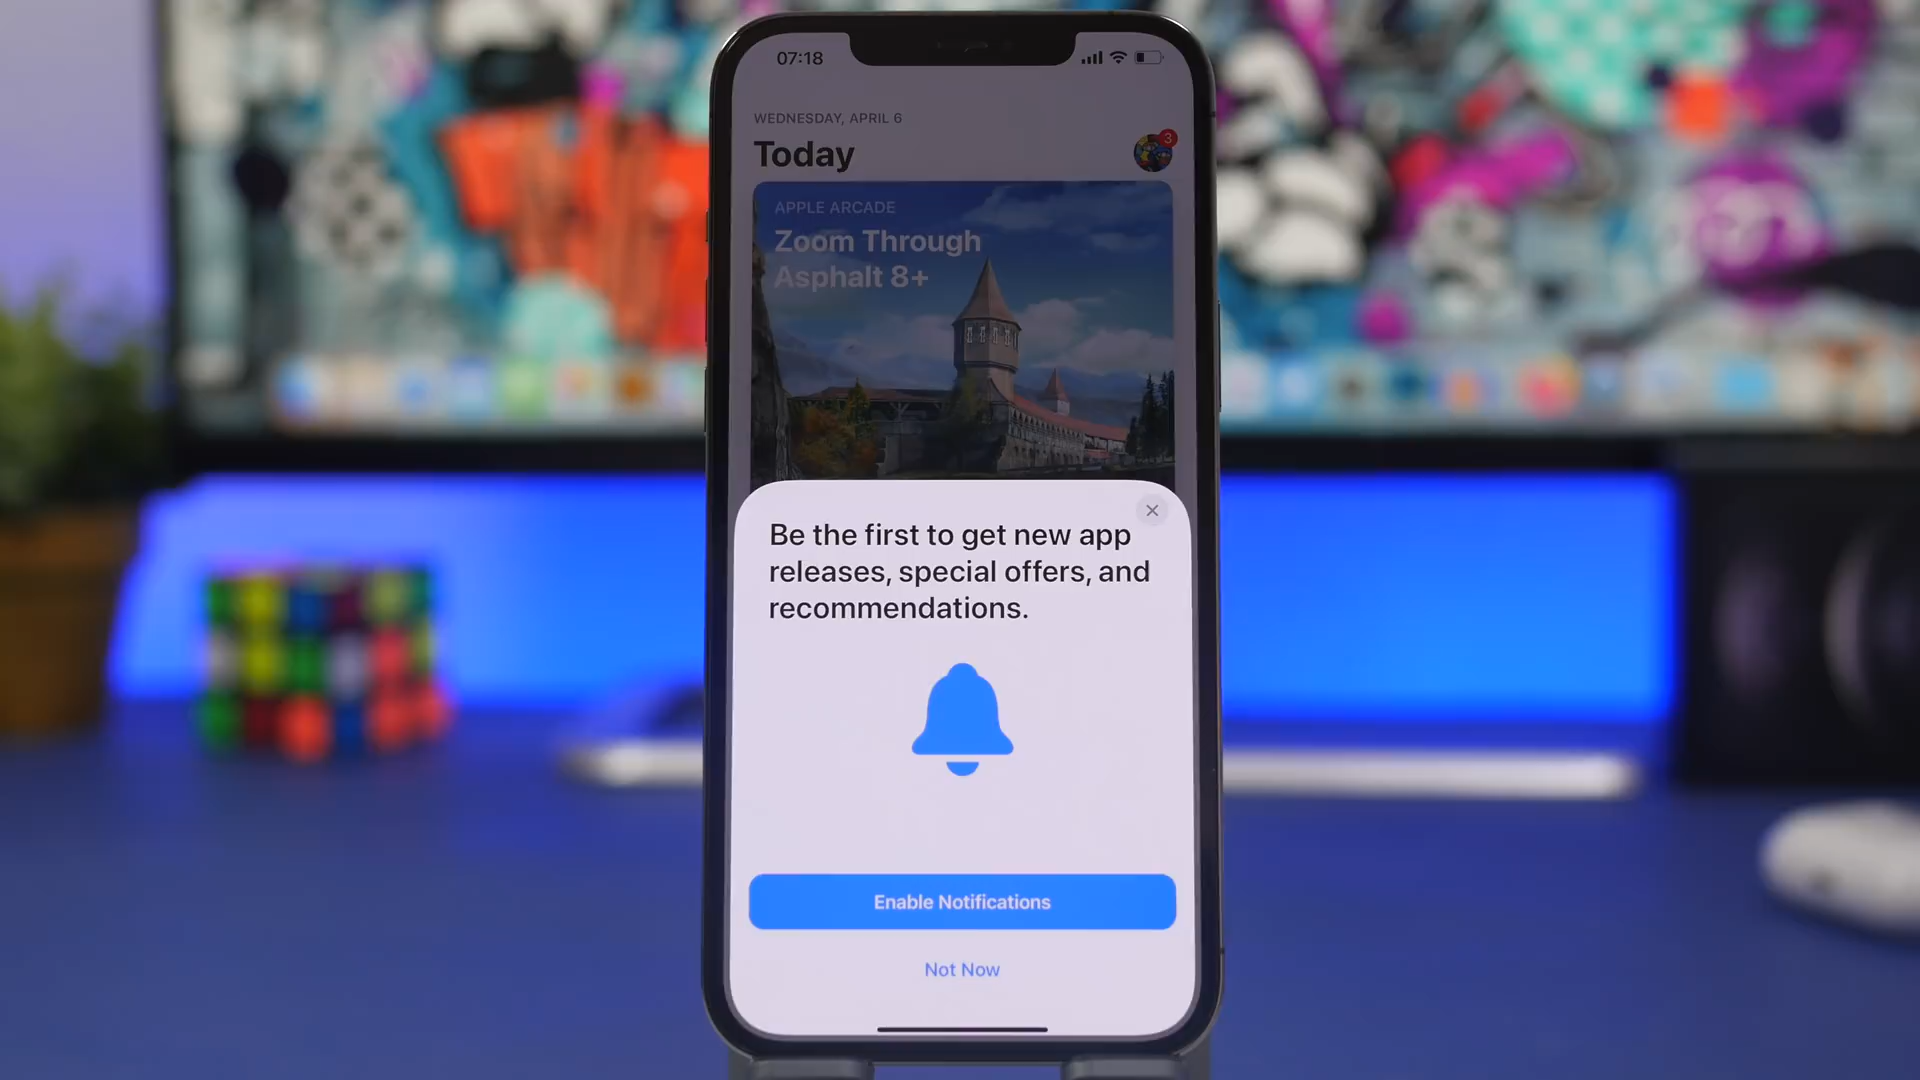 07:18
WEDNESDAY, APRIL 6
Today
3
APPLE ARCADE
Zoom Through
Asphalt 8+
Be the first to get new app
releases, special offers, and
recommendations.
Enable Notifications
Not Now